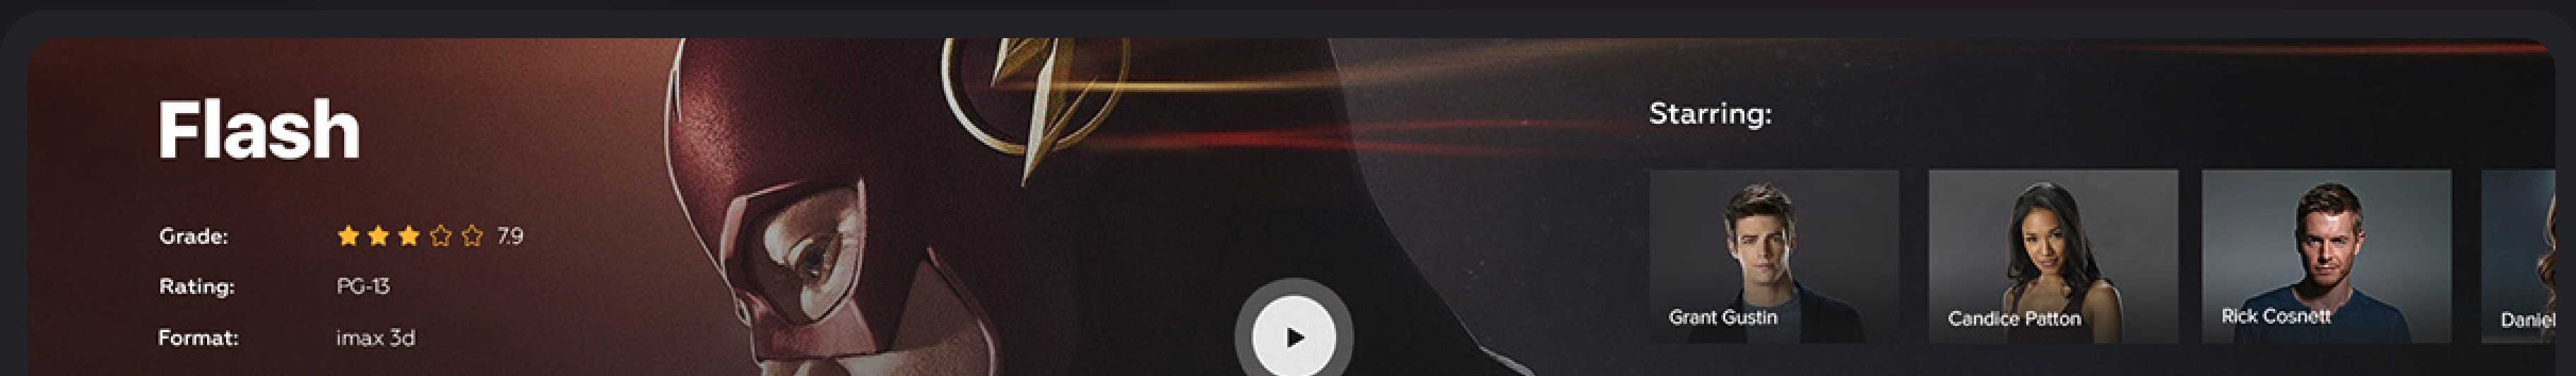 Flash
Grade: 7.9
Rating: PG-13
Format: imax 3d
Starring:
Grant Gustin
Candice Patton
Rick Cosnett
Daniel